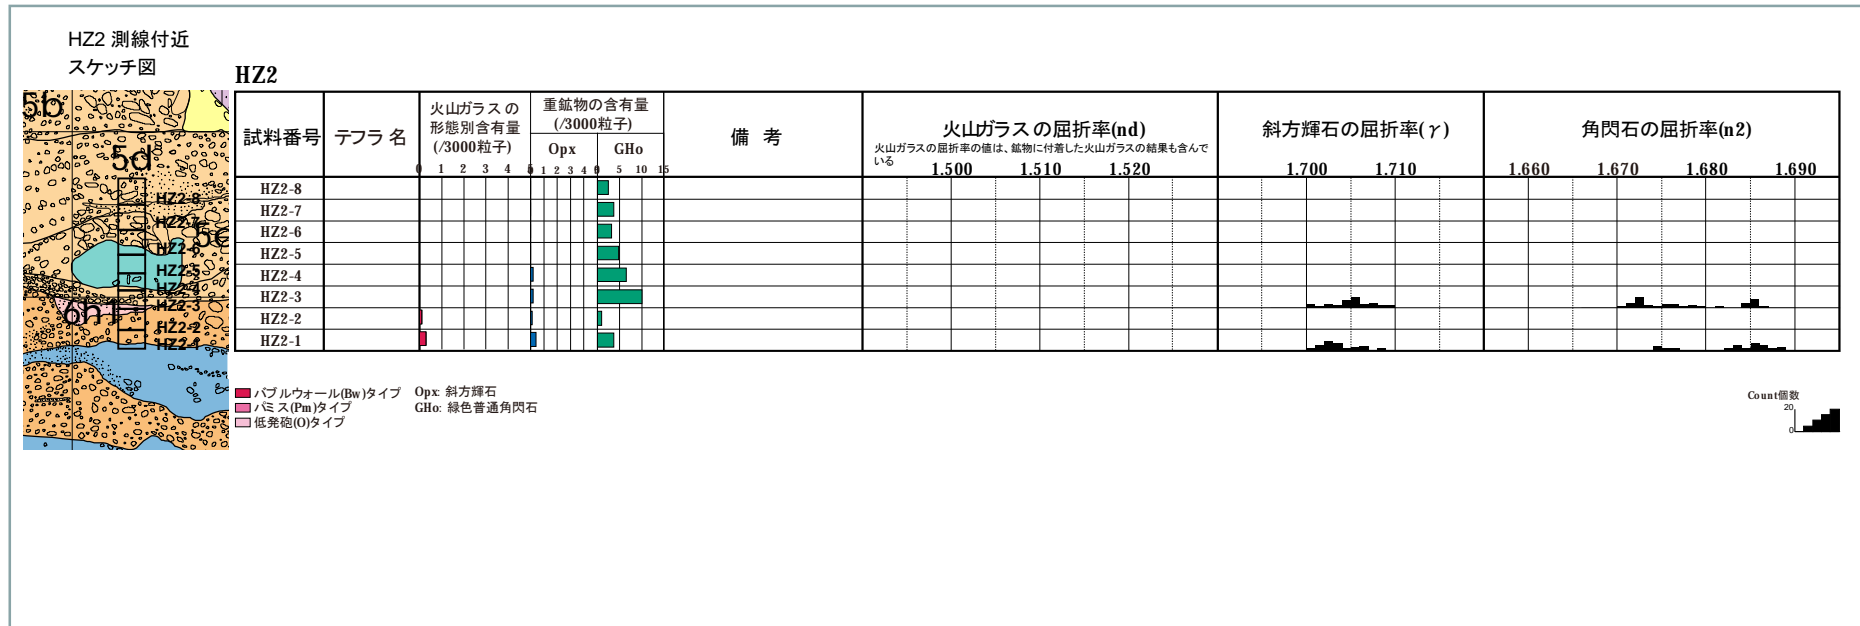 HZ2 測線付近
スケッチ図
HZ2
5b
5d
5c
6h1
HZ2-8
HZ2-7
HZ2-6
HZ2-5
HZ2-4
HZ2-3
HZ2-2
HZ2-1
試料番号
テフラ名
火山ガラスの
形態別含有量
(/3000粒子)
0 1 2 3 4 5
重鉱物の含有量
(/3000粒子)
Opx
GHo
0 1 2 3 4 5
0 5 10 15
備 考
火山ガラスの屈折率(nd)
火山ガラスの屈折率の値は、鉱物に付着した火山ガラスの結果も含んで
いる
1.500 1.510 1.520
斜方輝石の屈折率(γ)
1.700 1.710
角閃石の屈折率(n2)
1.660 1.670 1.680 1.690
HZ2-8
HZ2-7
HZ2-6
HZ2-5
HZ2-4
HZ2-3
HZ2-2
HZ2-1
バブルウォール(Bw)タイプ Opx: 斜方輝石
パミス(Pm)タイプ GHo: 緑色普通角閃石
低発砲(O)タイプ
Count個数
20
0